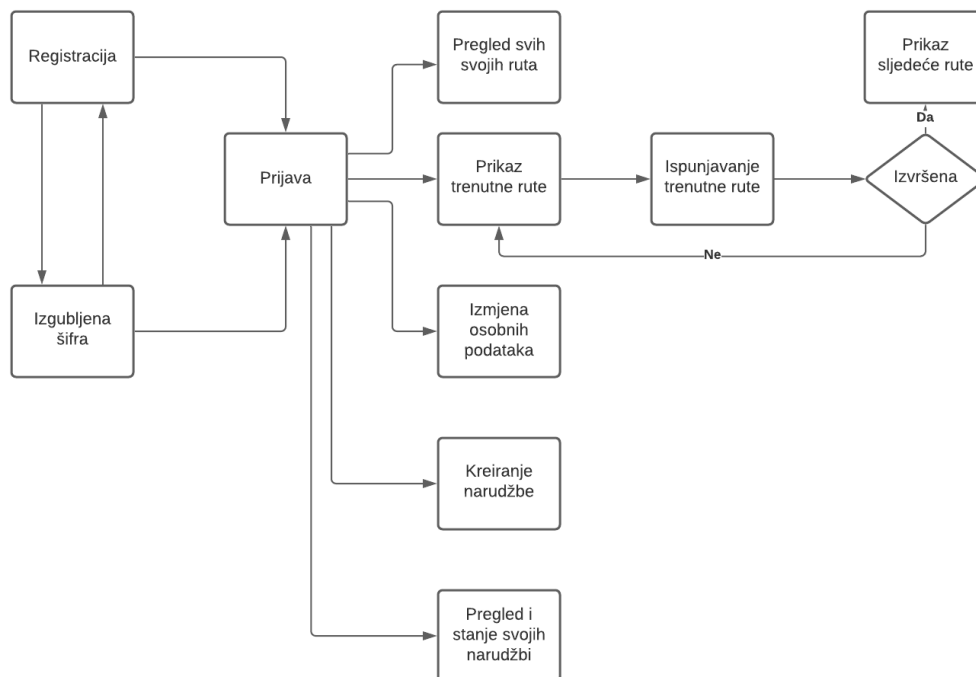 Registracija
Pregled svih
svojih ruta
Prikaz
sljedeće rute
Da
Prijava
Prikaz
trenutne rute
Ispunjavanje
trenutne rute
Izvršena
Ne
Izgubljena
šifra
Izmjena
osobnih
podataka
Kreiranje
narudžbe
Pregled i
stanje svojih
narudžbi